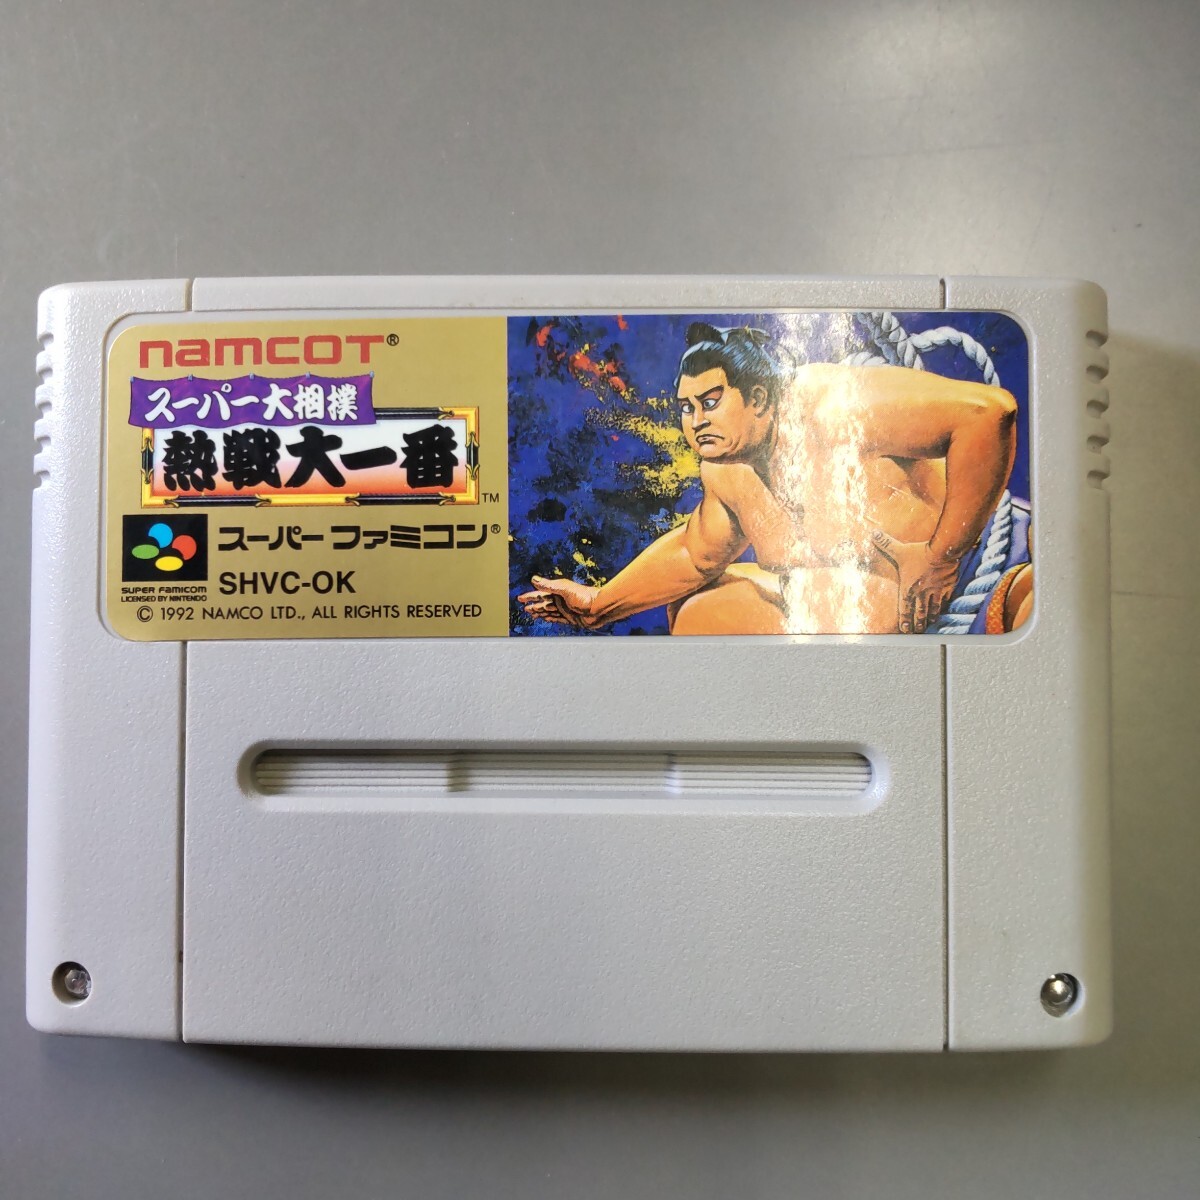 namcot®
スーパー大相撲
熱戦大一番
TM
スーパーファミコン®
SHVC-OK
SUPER FAMICOM
LICENSED BY NINTENDO
© 1992 NAMCO LTD., ALL RIGHTS RESERVED